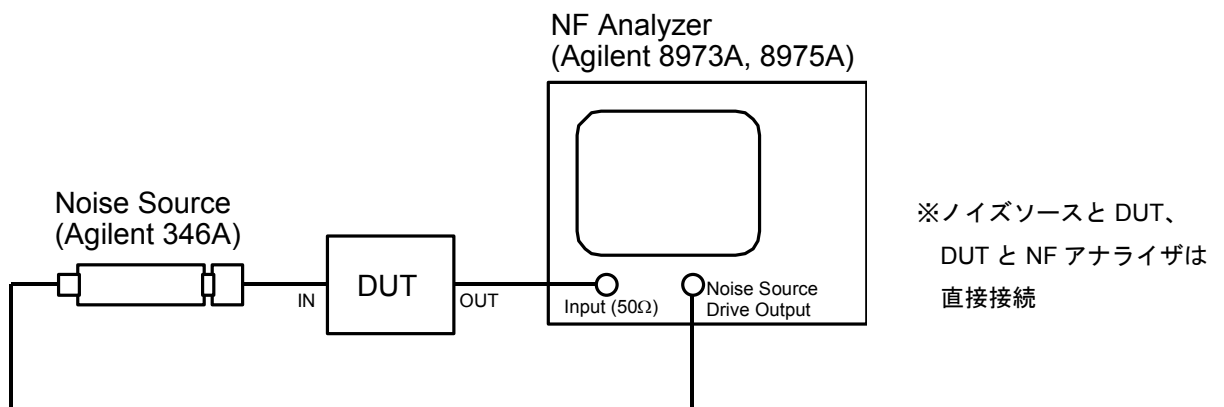 NF Analyzer
(Agilent 8973A, 8975A)
Noise Source
(Agilent 346A)
IN
DUT
OUT
Input (50Ω)
Noise Source
Drive Output
※ノイズソースと DUT、
DUT と NF アナライザは
直接接続